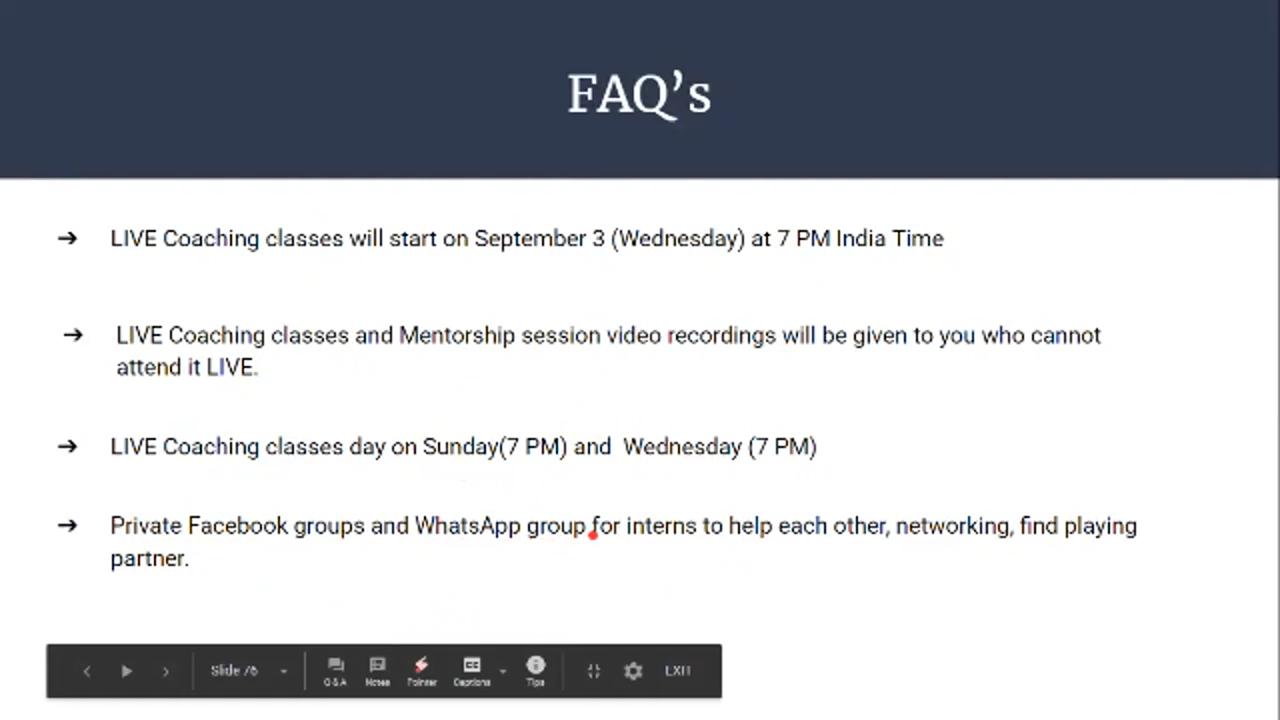 FAQ’s
➔ LIVE Coaching classes will start on September 3 (Wednesday) at 7 PM India Time
➔ LIVE Coaching classes and Mentorship session video recordings will be given to you who cannot
attend it LIVE.
➔ LIVE Coaching classes day on Sunday(7 PM) and  Wednesday (7 PM)
➔ Private Facebook groups and WhatsApp group for interns to help each other, networking, find playing
partner.
Slide 76
Q&A Notes Pointer Captions Tips EXIT